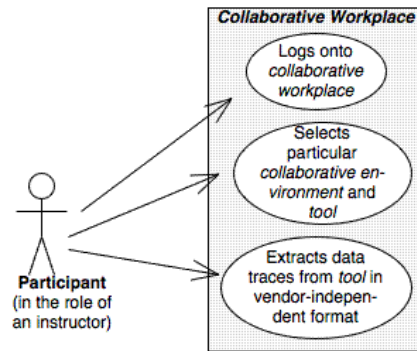 Collaborative Workplace
Logs onto
collaborative
workplace
Selects
particular
collaborative en-
vironment and
tool
Extracts data
traces from tool in
vendor-indepen-
dent format
Participant
(in the role of
an instructor)